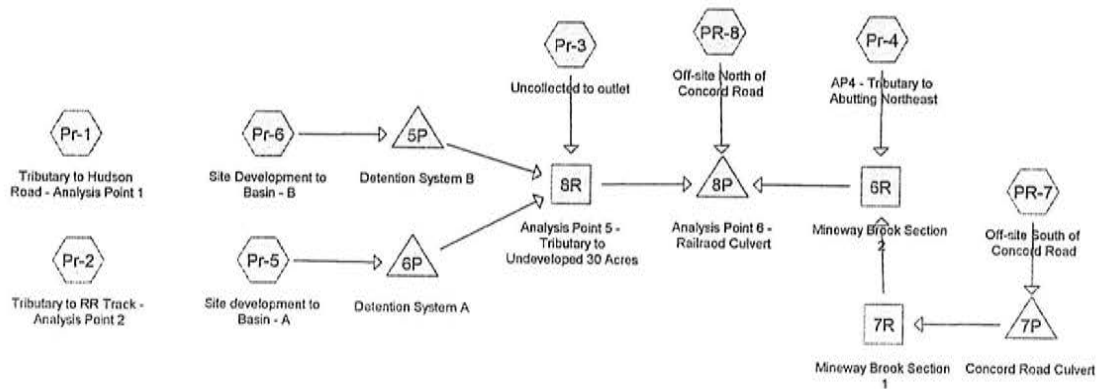 Pr-3
Uncollected to outlet
PR-8
Off-site North of
Concord Road
Pr-4
AP4 - Tributary to
Abutting Northeast
Pr-1
Tributary to Hudson
Road - Analysis Point 1
Pr-6
Site Development to
Basin - B
5P
Detention System B
8R
Analysis Point 5 -
Tributary to
Undeveloped 30 Acres
8P
Analysis Point 6 -
Railraod Culvert
6R
Mineway Brook Section
2
PR-7
Off-site South of
Concord Road
Pr-2
Tributary to RR Track -
Analysis Point 2
Pr-5
Site development to
Basin - A
6P
Detention System A
7R
Mineway Brook Section
1
7P
Concord Road Culvert